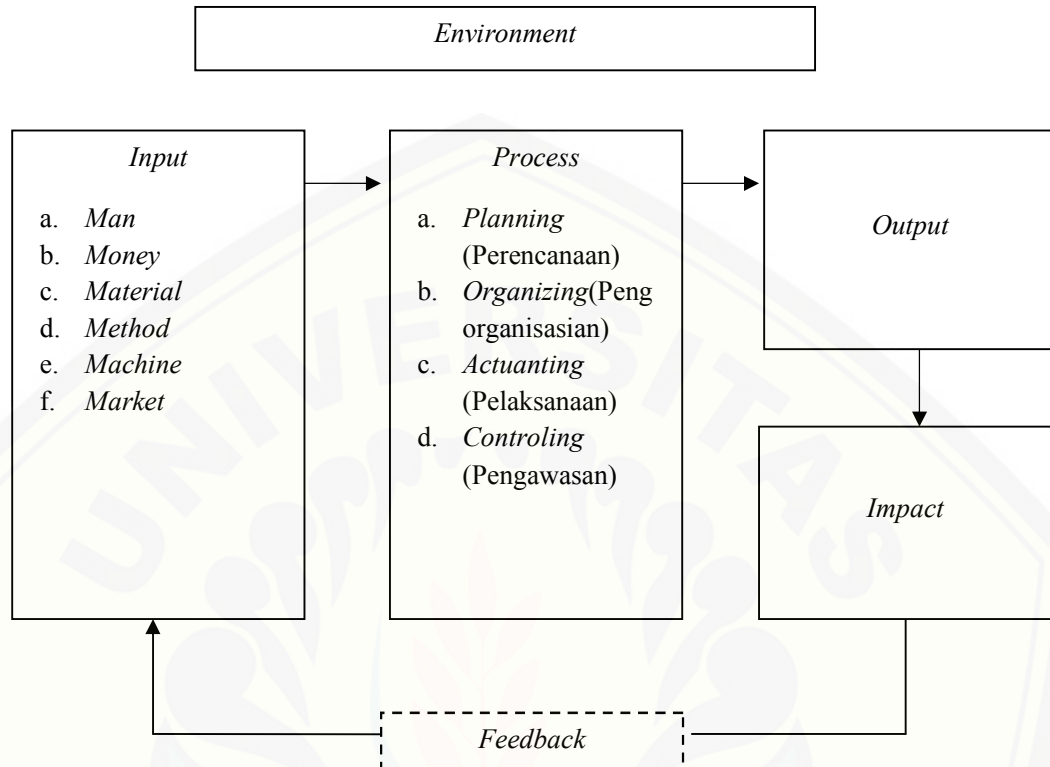 Environment
Input
a. Man
b. Money
c. Material
d. Method
e. Machine
f. Market
Process
a. Planning
(Perencanaan)
b. Organizing(Peng
organisasian)
c. Actuanting
(Pelaksanaan)
d. Controling
(Pengawasan)
Output
Impact
Feedback
UNIVERSITAS